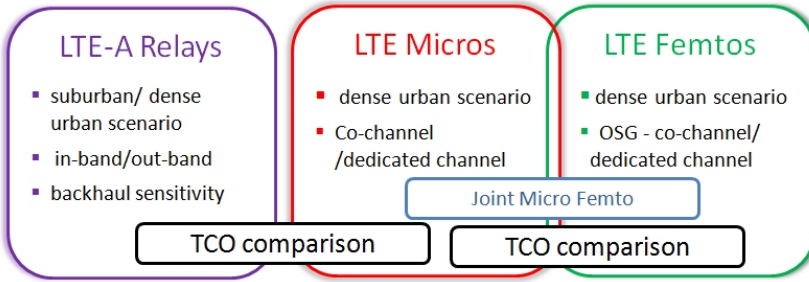 LTE-A Relays
▪ suburban/ dense
urban scenario
▪ in-band/out-band
▪ backhaul sensitivity
LTE Micros
▪ dense urban scenario
▪ Co-channel
/dedicated channel
LTE Femtos
▪ dense urban scenario
▪ OSG - co-channel/
dedicated channel
Joint Micro Femto
TCO comparison
TCO comparison